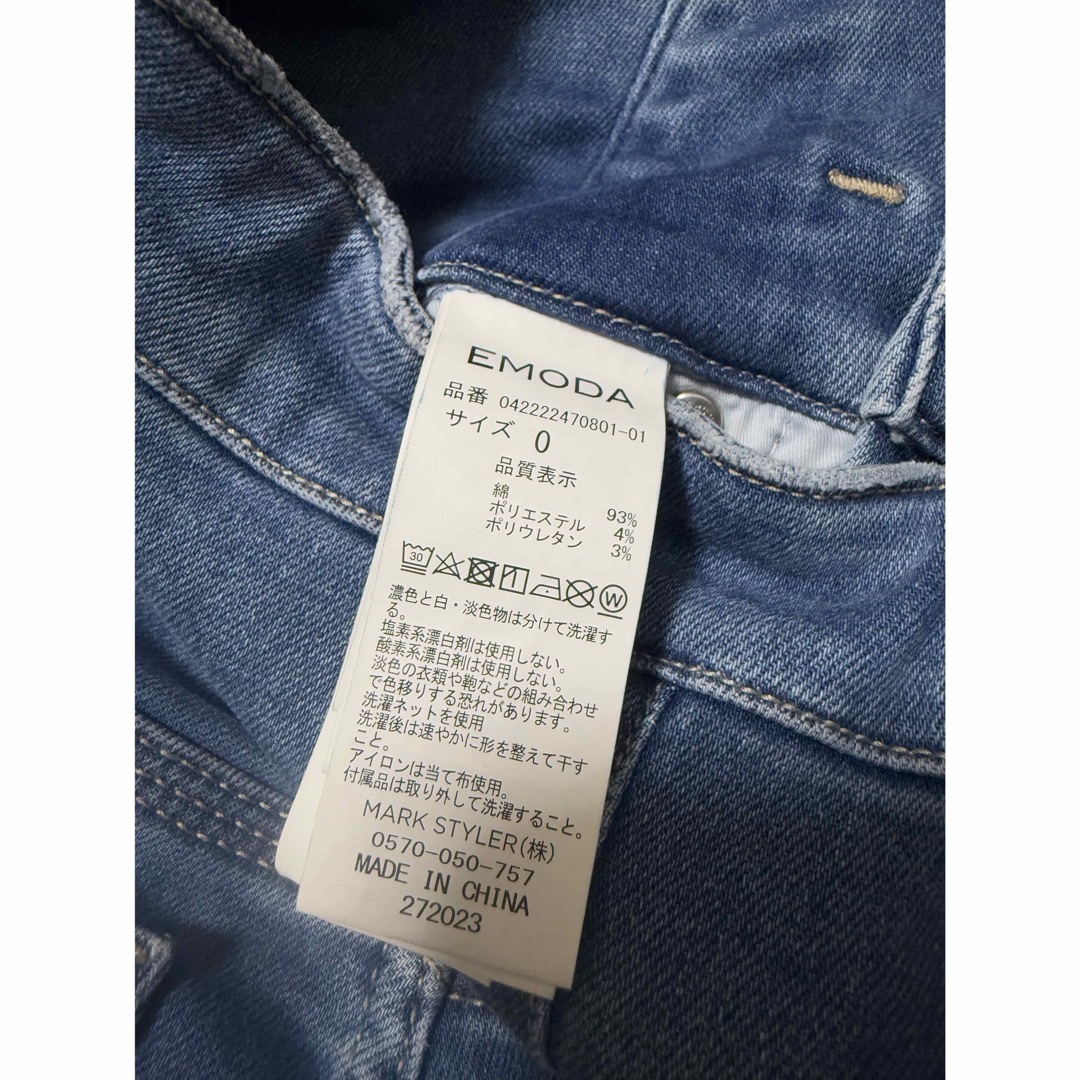 EMODA
品番 042222470801-01
サイズ 0
品質表示
綿 93%
ポリエステル 4%
ポリウレタン 3%
30 W
濃色と白・淡色物は分けて洗濯す
る。
塩素系漂白剤は使用しない。
酸素系漂白剤は使用しない。
淡色の衣類や鞄などの組み合わせ
で色移りする恐れがあります。
洗濯ネットを使用
洗濯後は速やかに形を整えて干す
こと。
アイロンは当て布使用。
付属品は取り外して洗濯すること。
MARK STYLER(株)
0570-050-757
MADE IN CHINA
272023